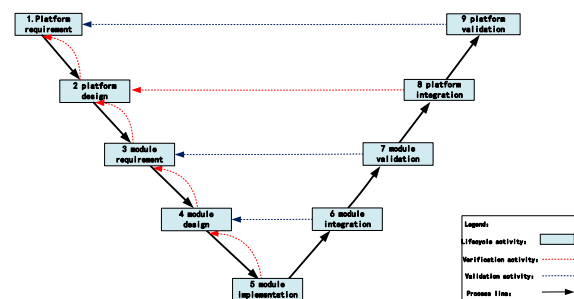 1.Platform
requirement
9 platform
validation
2 platform
design
8 platform
integration
3 module
requirement
7 module
validation
4 module
design
6 module
integration
5 module
implementation
Legend:
Lifecycle activity:
Verification activity:
Validation activity:
Process line: